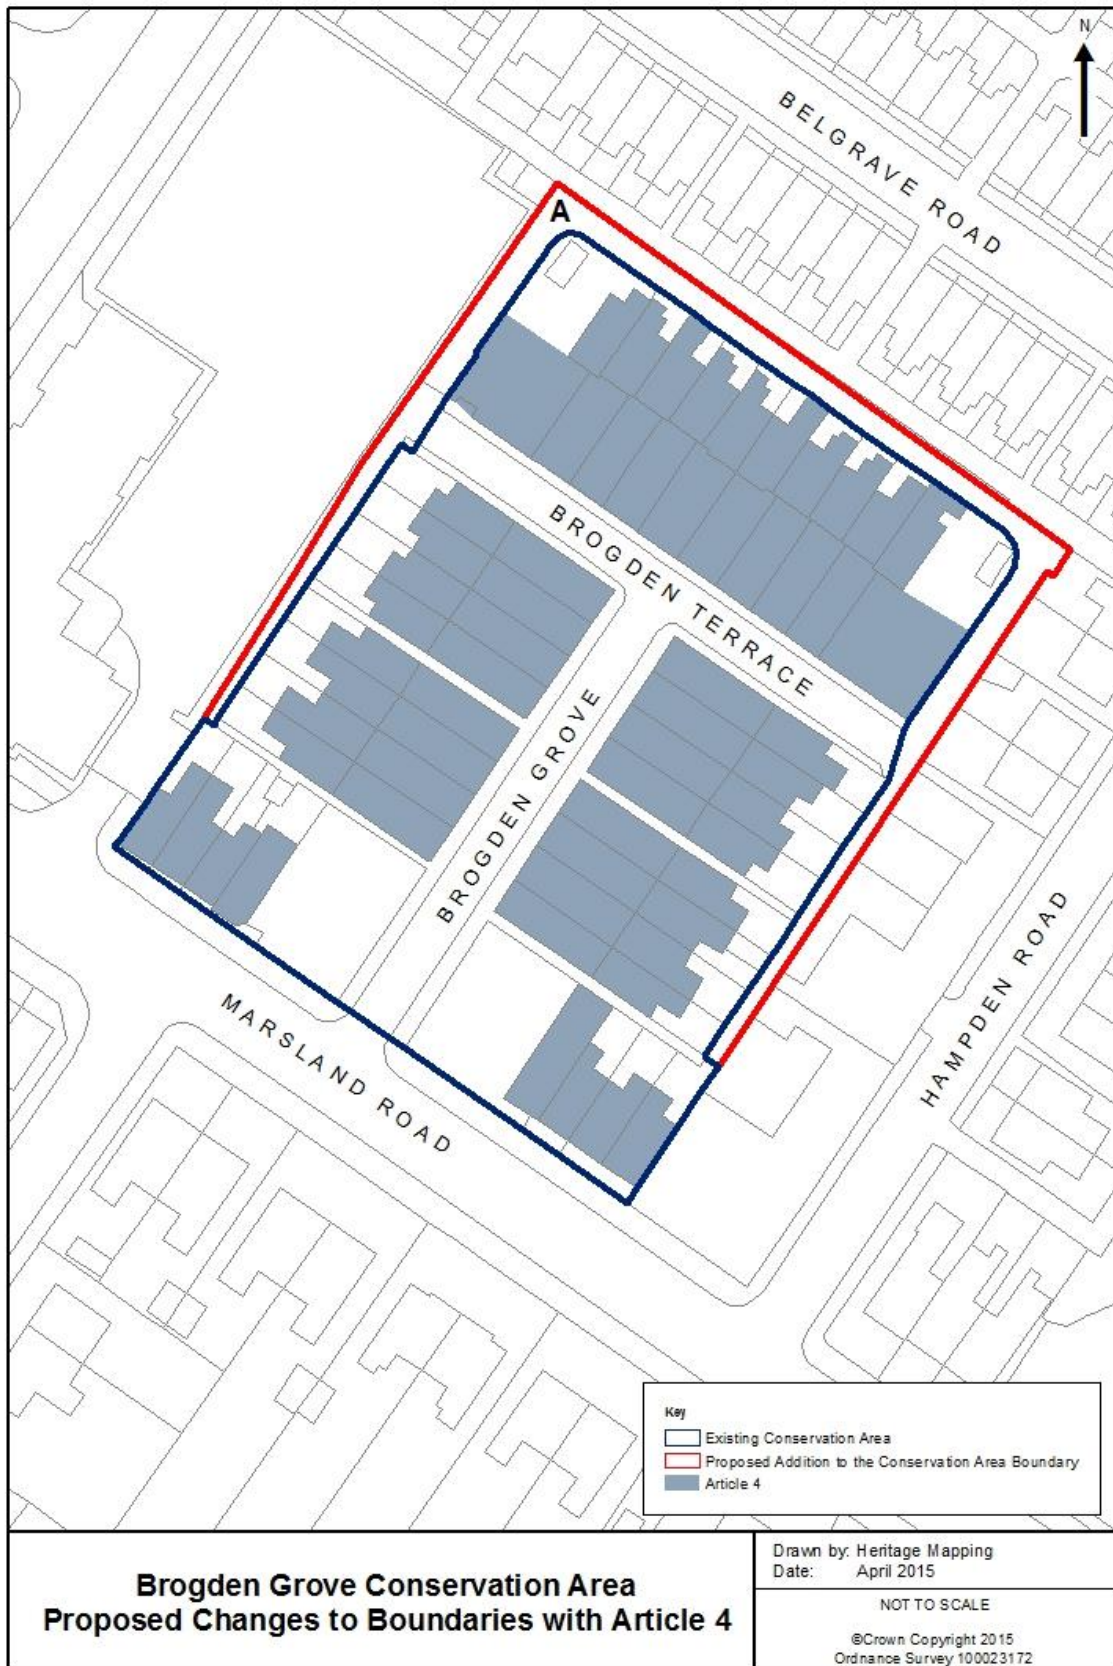 N
BELGRAVE ROAD
A
BROGDEN TERRACE
BROGDEN GROVE
HAMPDEN ROAD
MARSLAND ROAD
Key
Existing Conservation Area
Proposed Addition to the Conservation Area Boundary
Article 4
Brogden Grove Conservation Area
Proposed Changes to Boundaries with Article 4
Drawn by: Heritage Mapping
Date: April 2015
NOT TO SCALE
©Crown Copyright 2015
Ordnance Survey 100023172